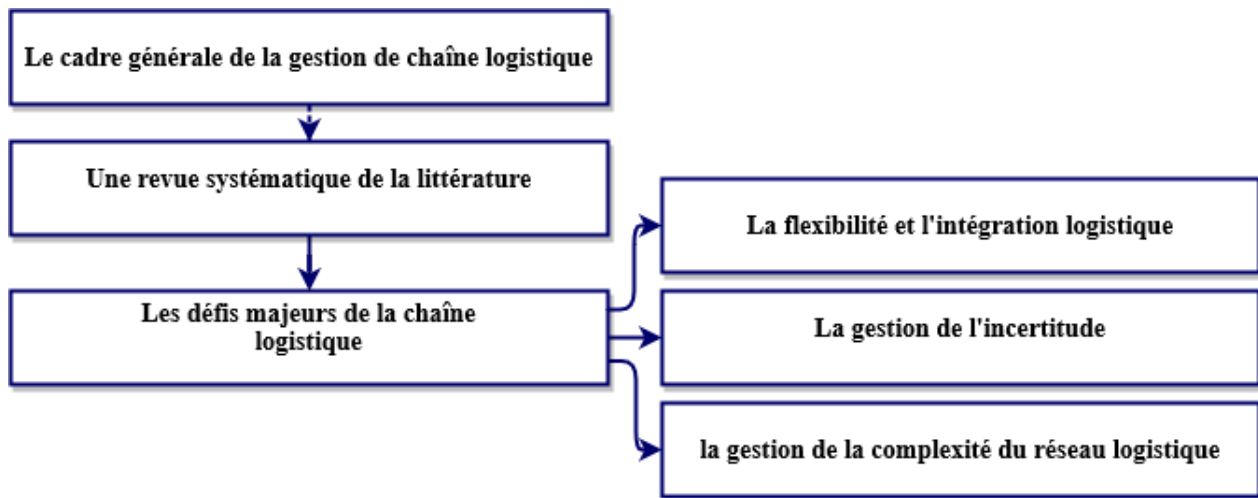 Le cadre générale de la gestion de chaîne logistique
Une revue systématique de la littérature
Les défis majeurs de la chaîne
logistique
La flexibilité et l'intégration logistique
La gestion de l'incertitude
la gestion de la complexité du réseau logistique